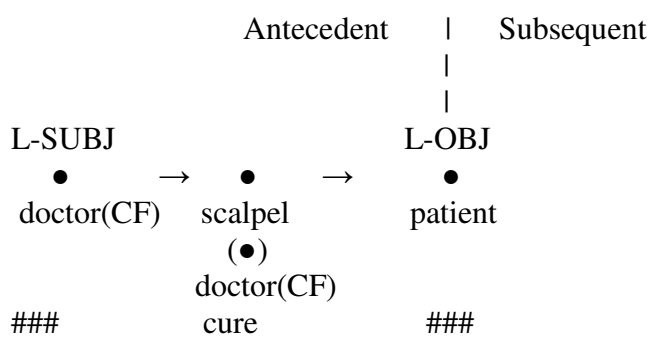 Antecedent | Subsequent
|
|
L-SUBJ L-OBJ
● → ● → ●
doctor(CF) scalpel patient
(●)
doctor(CF)
### cure ###